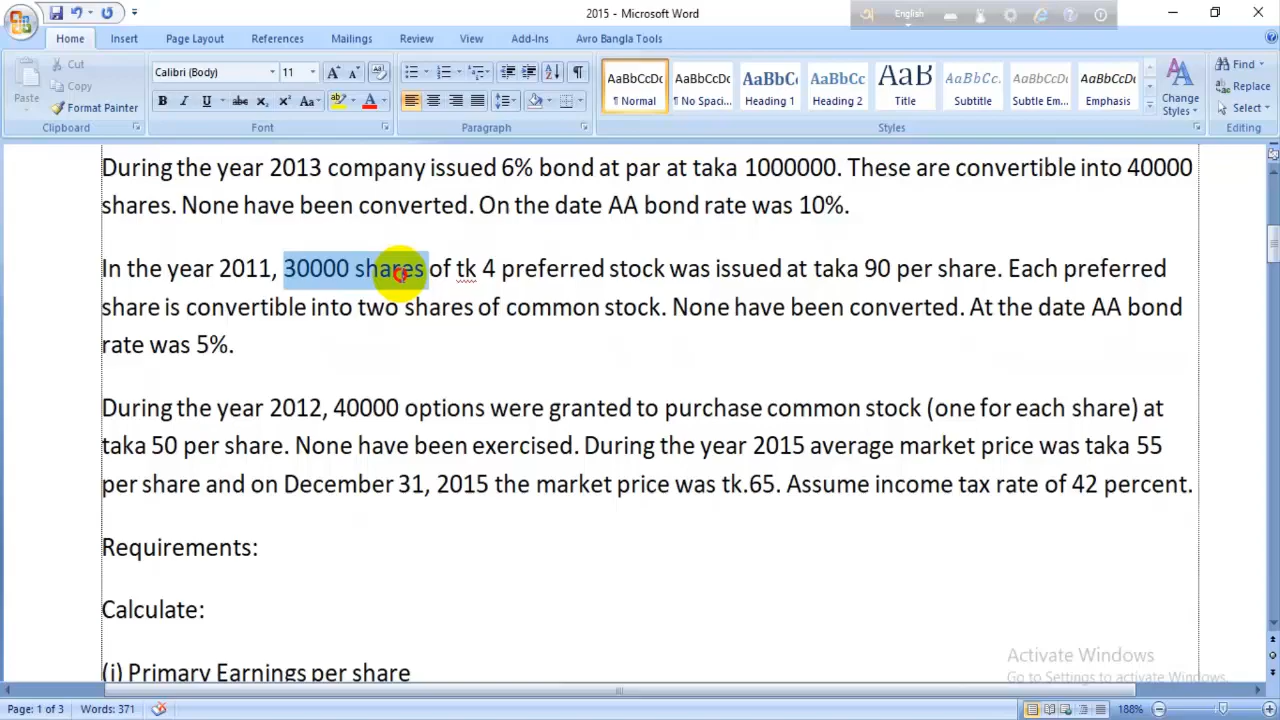 2015 - Microsoft Word
English
Home Insert Page Layout References Mailings Review View Add-Ins Avro Bangla Tools
Paste
Cut
Copy
Format Painter
Clipboard
Calibri (Body) 11
Font
Paragraph
AaBbCcDc AaBbCcDc AaBbCc AaBbCc AaB AaBbCc. AaBbCcDc AaBbCcDc
¶ Normal ¶ No Spaci... Heading 1 Heading 2 Title Subtitle Subtle Em... Emphasis
Change Styles
Styles
Find
Replace
Select
Editing
During the year 2013 company issued 6% bond at par at taka 1000000. These are convertible into 40000
shares. None have been converted. On the date AA bond rate was 10%.
In the year 2011, 30000 shares of tk 4 preferred stock was issued at taka 90 per share. Each preferred
share is convertible into two shares of common stock. None have been converted. At the date AA bond
rate was 5%.
During the year 2012, 40000 options were granted to purchase common stock (one for each share) at
taka 50 per share. None have been exercised. During the year 2015 average market price was taka 55
per share and on December 31, 2015 the market price was tk.65. Assume income tax rate of 42 percent.
Requirements:
Calculate:
(i) Primary Earnings per share
Activate Windows
Go to Settings to activate Windows.
Page: 1 of 3 Words: 371 188%